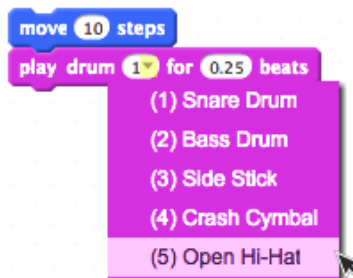 move 10 steps
play drum 1 for 0.25 beats
(1) Snare Drum
(2) Bass Drum
(3) Side Stick
(4) Crash Cymbal
(5) Open Hi-Hat